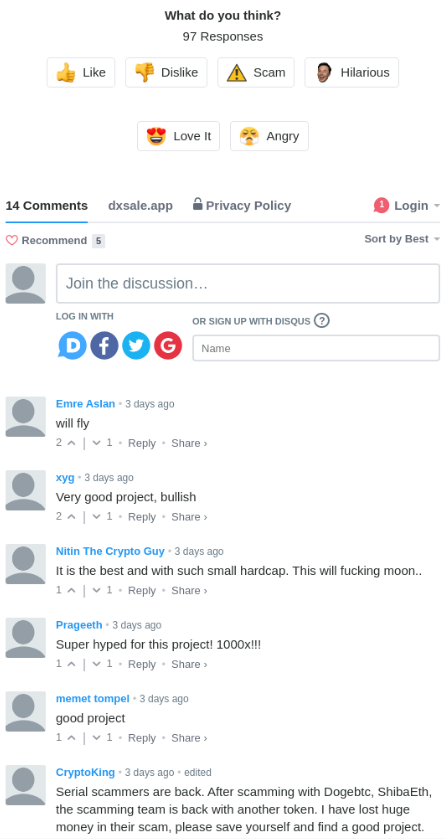 What do you think?
97 Responses
Like
Dislike
Scam
Hilarious
Love It
Angry
14 Comments
dxsale.app
Privacy Policy
1
Login
Recommend 5
Sort by Best
Join the discussion…
LOG IN WITH
OR SIGN UP WITH DISQUS ?
D f G
Name
Emre Aslan • 3 days ago
will fly
2 | 1 • Reply • Share ›
xyg • 3 days ago
Very good project, bullish
2 | 1 • Reply • Share ›
Nitin The Crypto Guy • 3 days ago
It is the best and with such small hardcap. This will fucking moon..
1 | 1 • Reply • Share ›
Prageeth • 3 days ago
Super hyped for this project! 1000x!!!
1 | 1 • Reply • Share ›
memet tompel • 3 days ago
good project
1 | 1 • Reply • Share ›
CryptoKing • 3 days ago • edited
Serial scammers are back. After scamming with Dogebtc, ShibaEth,
the scamming team is back with another token. I have lost huge
money in their scam, please save yourself and find a good project.